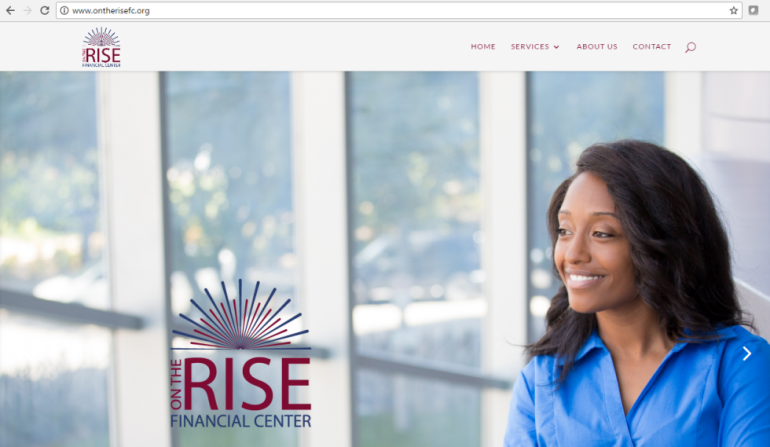 www.ontherisefc.org
ON THE
RISE
FINANCIAL CENTER
HOME SERVICES ABOUT US CONTACT
ON THE
RISE
FINANCIAL CENTER